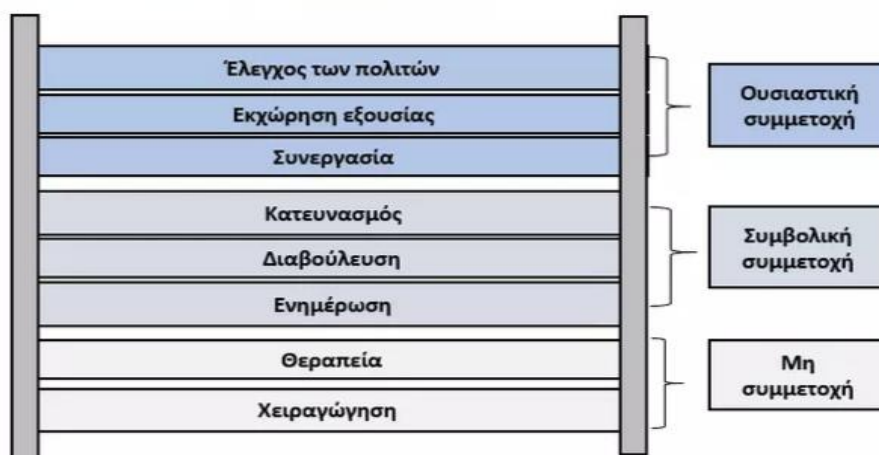 Έλεγχος των πολιτών
Εκχώρηση εξουσίας
Συνεργασία
Ουσιαστική
συμμετοχή
Κατευνασμός
Διαβούλευση
Ενημέρωση
Συμβολική
συμμετοχή
Θεραπεία
Χειραγώγηση
Μη
συμμετοχή